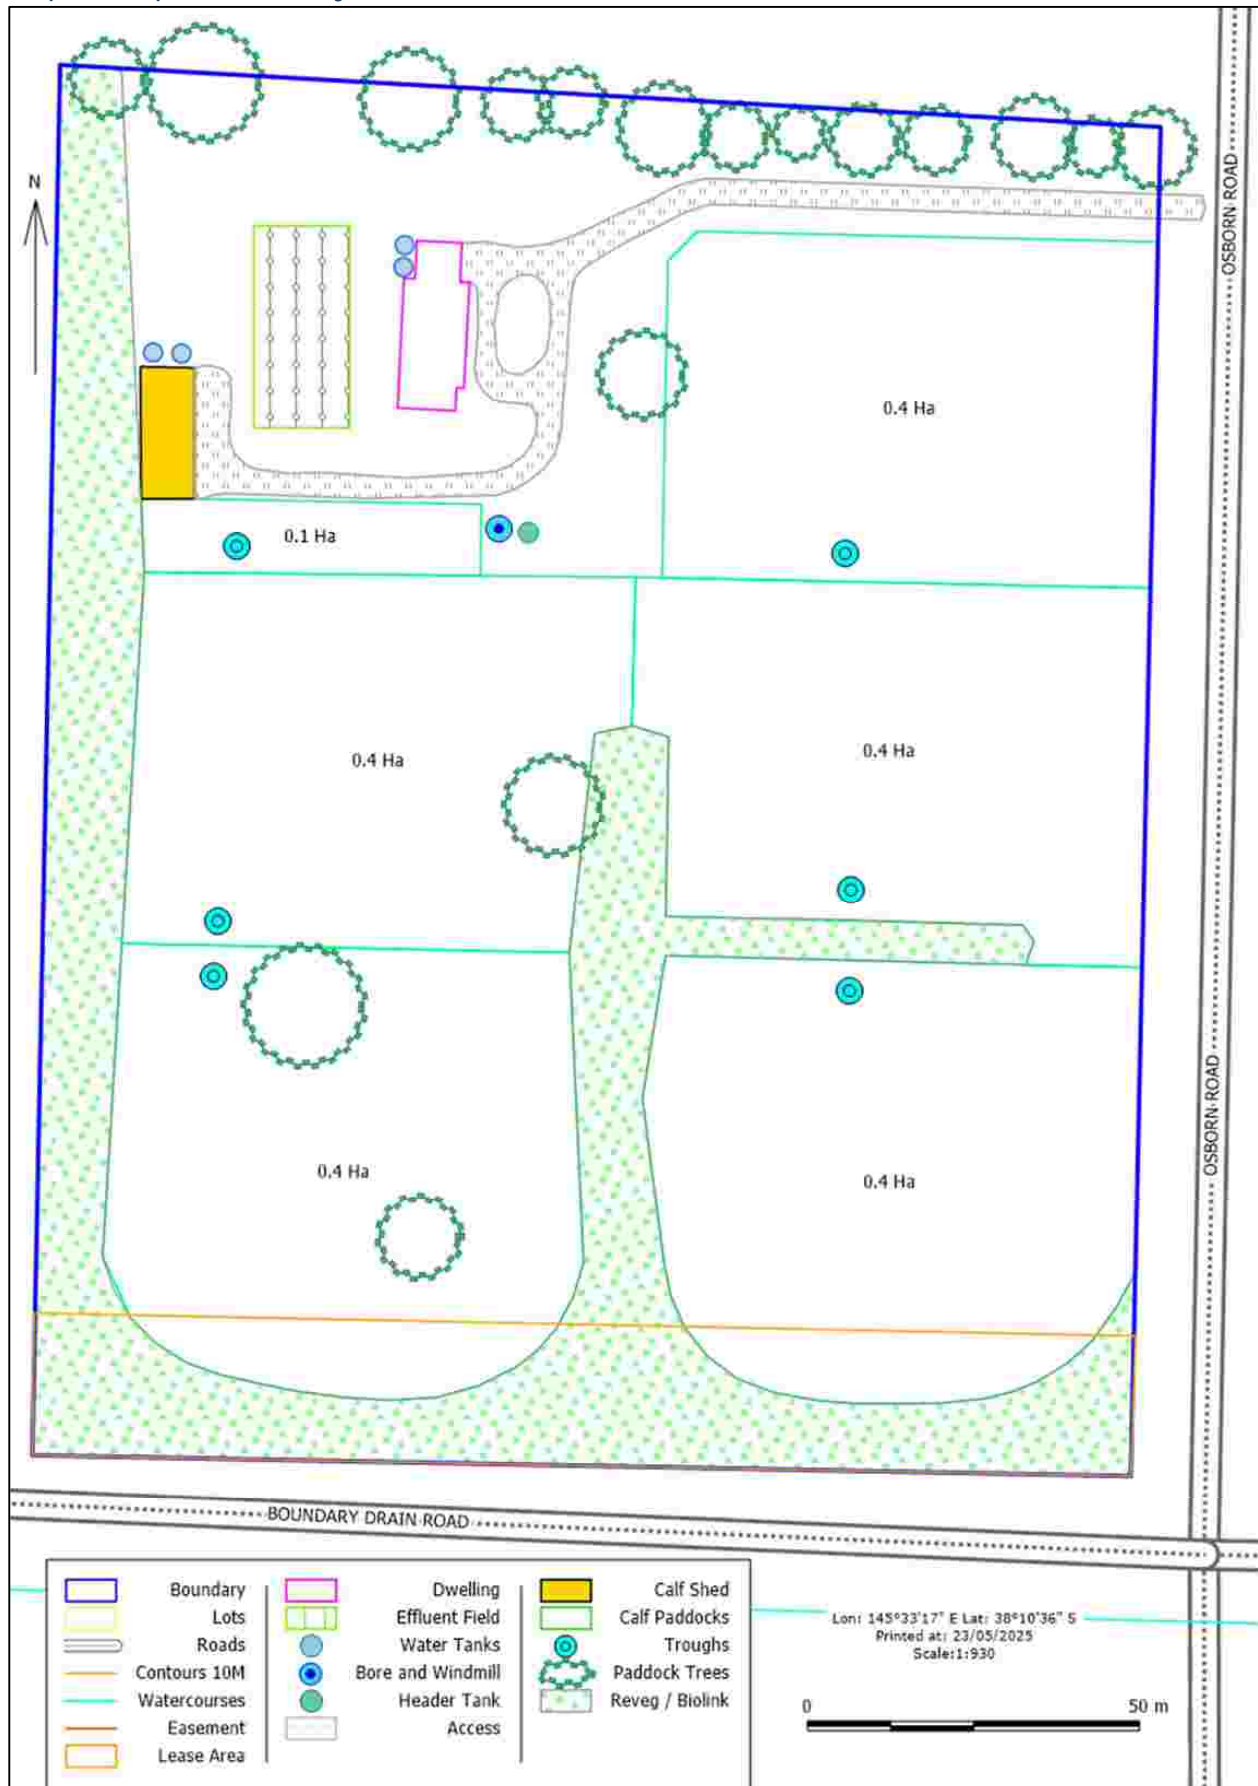 N
OSBORN ROAD
0.4 Ha
0.1 Ha
0.4 Ha
0.4 Ha
OSBORN ROAD
0.4 Ha
0.4 Ha
BOUNDARY DRAIN ROAD
Boundary
Lots
Roads
Contours 10M
Watercourses
Easement
Lease Area
Dwelling
Effluent Field
Water Tanks
Bore and Windmill
Header Tank
Access
Calf Shed
Calf Paddocks
Troughs
Paddock Trees
Reveg / Biolink
Lon: 145°33'17" E Lat: 38°10'36" S
Printed at: 23/05/2025
Scale:1:930
0 50 m